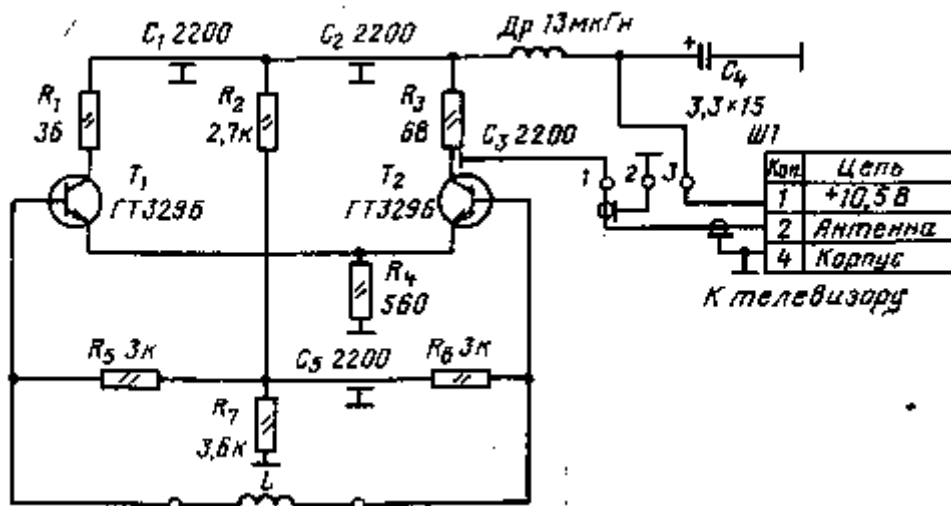 Др 13мкГн
C₁ 2200
C₂ 2200
+
C₄
3,3×15
R₁
36
R₂
2,7к
R₃
68
C₃ 2200
Ш1
1
2
3
Кон.
Цепь
1
+10,5 В
2
Антенна
4
Корпус
К телевизору
T₁
ГТ329Б
T₂
ГТ329Б
R₄
560
R₅ 3к
C₅ 2200
R₆ 3к
R₇
3,6к
L